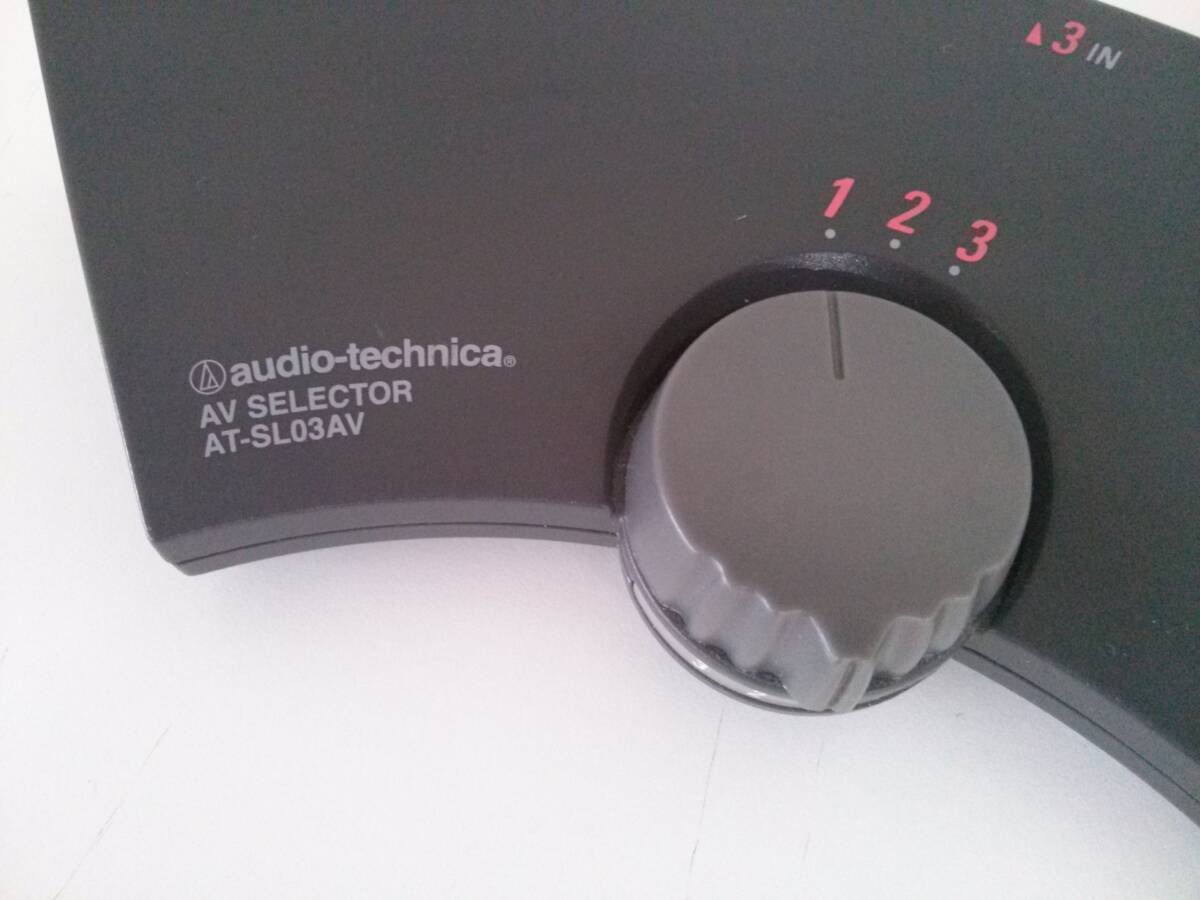 ▲3 IN
1 2 3
audio-technica®
AV SELECTOR
AT-SL03AV